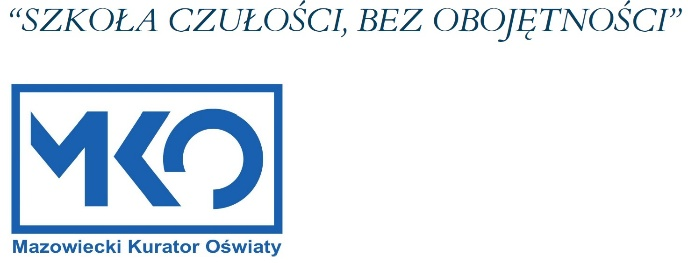 “SZKOŁA CZUŁOŚCI, BEZ OBOJĘTNOŚCI”
MKO
Mazowiecki Kurator Oświaty